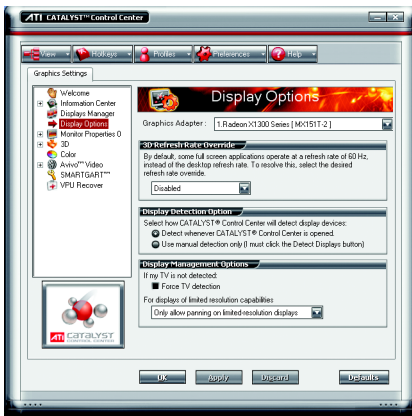 ATI CATALYST™ Control Center
View
Hotkeys
Profiles
Preferences
Help
Graphics Settings
Welcome
Information Center
Displays Manager
Display Options
Monitor Properties 0
3D
Color
Avivo™ Video
SMARTGART™
VPU Recover
ATI CATALYST
CONTROL CENTER
Display Options
Graphics Adapter :
1.Radeon X1300 Series [ MX151T-2 ]
3D Refresh Rate Override
By default, some full screen applications operate at a refresh rate of 60 Hz,
instead of the desktop refresh rate. To resolve this, select the desired
refresh rate override.
Disabled
Display Detection Option
Select how CATALYST® Control Center will detect display devices:
Detect whenever CATALYST® Control Center is opened.
Use manual detection only (I must click the Detect Displays button)
Display Management Options
If my TV is not detected:
Force TV detection
For displays of limited resolution capabilities
Only allow panning on limited-resolution displays
OK
Apply
Discard
Defaults